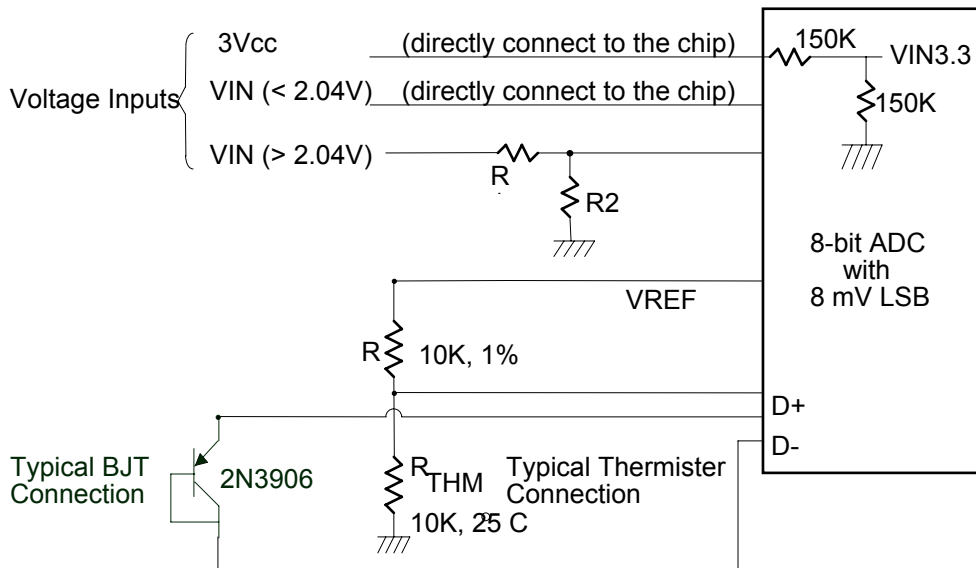 150K
3Vcc
(directly connect to the chip)
VIN3.3
Voltage Inputs
VIN (< 2.04V)
(directly connect to the chip)
150K
VIN (> 2.04V)
R
R2
8-bit ADC
with
8 mV LSB
VREF
R
10K, 1%
D+
D-
Typical BJT
Connection
2N3906
RTHM
10K, 25 C
Typical Thermister
Connection